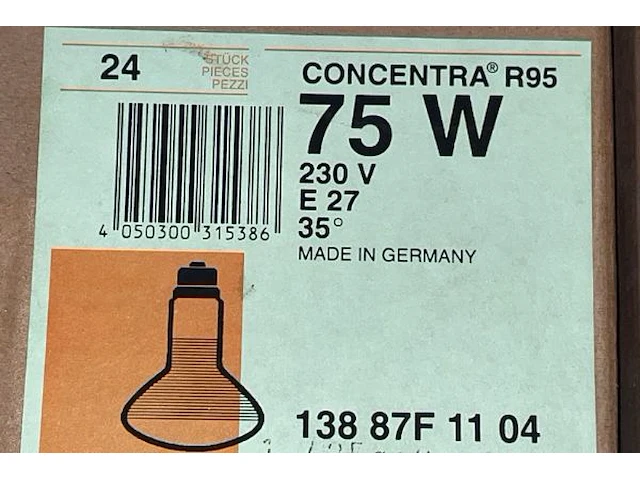 24
STÜCK
PIECES
PEZZI
CONCENTRA® R95
75 W
230 V
E 27
35°
MADE IN GERMANY
4 050300 315386
138 87F 11 04